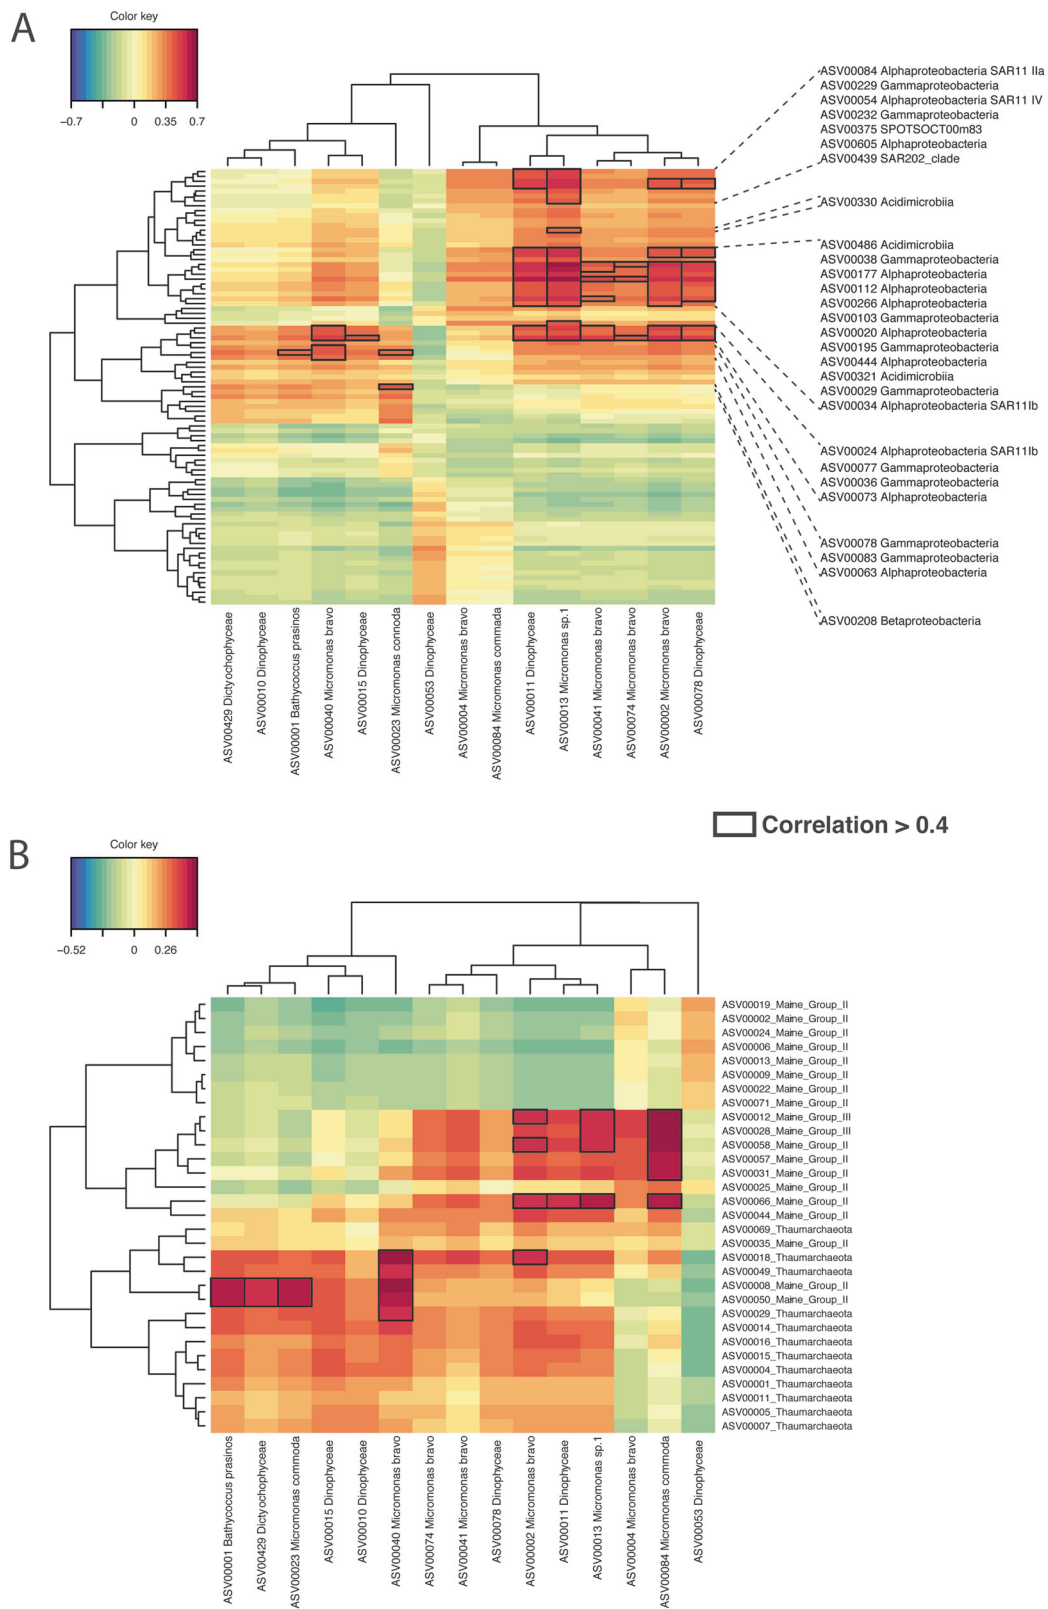 A
Color key
−0.7 0 0.35 0.7
ASV00084 Alphaproteobacteria SAR11 IIa
ASV00229 Gammaproteobacteria
ASV00054 Alphaproteobacteria SAR11 IV
ASV00232 Gammaproteobacteria
ASV00375 SPOTSOCT00m83
ASV00605 Alphaproteobacteria
ASV00439 SAR202_clade
ASV00330 Acidimicrobiia
ASV00486 Acidimicrobiia
ASV00038 Gammaproteobacteria
ASV00177 Alphaproteobacteria
ASV00112 Alphaproteobacteria
ASV00266 Alphaproteobacteria
ASV00103 Gammaproteobacteria
ASV00020 Alphaproteobacteria
ASV00195 Gammaproteobacteria
ASV00444 Alphaproteobacteria
ASV00321 Acidimicrobiia
ASV00029 Gammaproteobacteria
ASV00034 Alphaproteobacteria SAR11Ib
ASV00024 Alphaproteobacteria SAR11Ib
ASV00077 Gammaproteobacteria
ASV00036 Gammaproteobacteria
ASV00073 Alphaproteobacteria
ASV00078 Gammaproteobacteria
ASV00083 Gammaproteobacteria
ASV00063 Alphaproteobacteria
ASV00208 Betaproteobacteria
ASV00429 Dictyochophyceae
ASV00010 Dinophyceae
ASV00001 Bathycoccus prasinos
ASV00040 Micromonas bravo
ASV00015 Dinophyceae
ASV00023 Micromonas connoda
ASV00053 Dinophyceae
ASV00004 Micromonas bravo
ASV00084 Micromonas commada
ASV00011 Dinophyceae
ASV00013 Micromonas sp.1
ASV00041 Micromonas bravo
ASV00074 Micromonas bravo
ASV00002 Micromonas bravo
ASV00078 Dinophyceae
Correlation > 0.4
B
Color key
−0.52 0 0.26
ASV00019_Maine_Group_II
ASV00002_Maine_Group_II
ASV00024_Maine_Group_II
ASV00006_Maine_Group_II
ASV00013_Maine_Group_II
ASV00009_Maine_Group_II
ASV00022_Maine_Group_II
ASV00071_Maine_Group_II
ASV00012_Maine_Group_III
ASV00028_Maine_Group_III
ASV00058_Maine_Group_II
ASV00057_Maine_Group_II
ASV00031_Maine_Group_II
ASV00025_Maine_Group_II
ASV00066_Maine_Group_II
ASV00044_Maine_Group_II
ASV00069_Thaumarchaeota
ASV00035_Maine_Group_II
ASV00018_Thaumarchaeota
ASV00049_Thaumarchaeota
ASV00008_Maine_Group_II
ASV00050_Maine_Group_II
ASV00029_Thaumarchaeota
ASV00014_Thaumarchaeota
ASV00016_Thaumarchaeota
ASV00015_Thaumarchaeota
ASV00004_Thaumarchaeota
ASV00001_Thaumarchaeota
ASV00011_Thaumarchaeota
ASV00005_Thaumarchaeota
ASV00007_Thaumarchaeota
ASV00001 Bathycoccus prasinos
ASV00429 Dictyochophyceae
ASV00023 Micromonas commoda
ASV00015 Dinophyceae
ASV00010 Dinophyceae
ASV00040 Micromonas bravo
ASV00074 Micromonas bravo
ASV00041 Micromonas bravo
ASV00078 Dinophyceae
ASV00002 Micromonas bravo
ASV00011 Dinophyceae
ASV00013 Micromonas sp.1
ASV00004 Micromonas bravo
ASV00084 Micromonas commoda
ASV00053 Dinophyceae